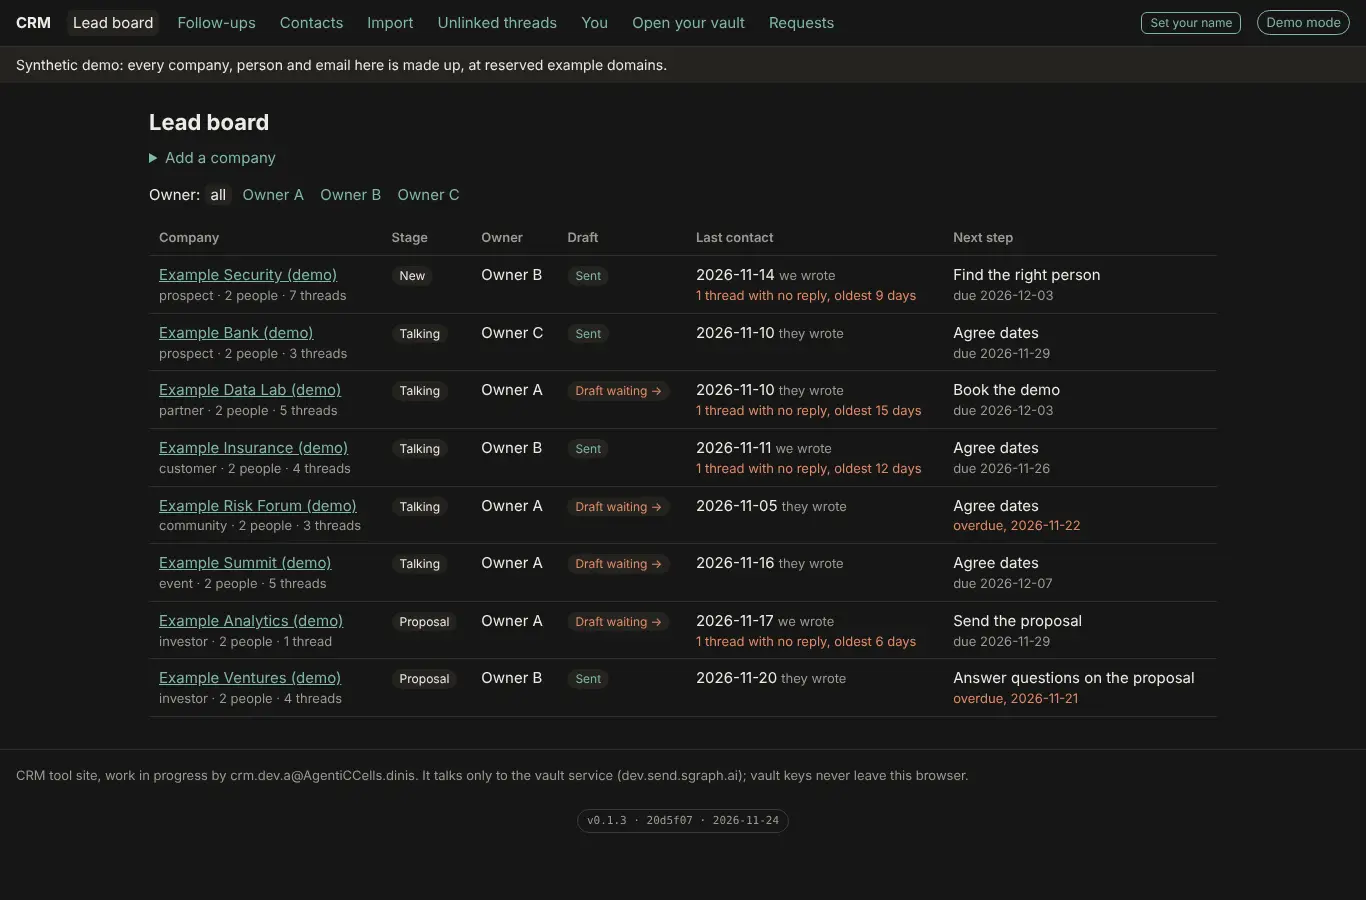 CRM Lead board Follow-ups Contacts Import Unlinked threads You Open your vault Requests Set your name Demo mode
Synthetic demo: every company, person and email here is made up, at reserved example domains.
Lead board
▶ Add a company
Owner: all Owner A Owner B Owner C
Company Stage Owner Draft Last contact Next step
Example Security (demo) New Owner B Sent 2026-11-14 we wrote Find the right person
prospect · 2 people · 7 threads 1 thread with no reply, oldest 9 days due 2026-12-03
Example Bank (demo) Talking Owner C Sent 2026-11-10 they wrote Agree dates
prospect · 2 people · 3 threads due 2026-11-29
Example Data Lab (demo) Talking Owner A Draft waiting → 2026-11-10 they wrote Book the demo
partner · 2 people · 5 threads 1 thread with no reply, oldest 15 days due 2026-12-03
Example Insurance (demo) Talking Owner B Sent 2026-11-11 we wrote Agree dates
customer · 2 people · 4 threads 1 thread with no reply, oldest 12 days due 2026-11-26
Example Risk Forum (demo) Talking Owner A Draft waiting → 2026-11-05 they wrote Agree dates
community · 2 people · 3 threads overdue, 2026-11-22
Example Summit (demo) Talking Owner A Draft waiting → 2026-11-16 they wrote Agree dates
event · 2 people · 5 threads due 2026-12-07
Example Analytics (demo) Proposal Owner A Draft waiting → 2026-11-17 we wrote Send the proposal
investor · 2 people · 1 thread 1 thread with no reply, oldest 6 days due 2026-11-29
Example Ventures (demo) Proposal Owner B Sent 2026-11-20 they wrote Answer questions on the proposal
investor · 2 people · 4 threads overdue, 2026-11-21
CRM tool site, work in progress by crm.dev.a@AgentiCCells.dinis. It talks only to the vault service (dev.send.sgraph.ai); vault keys never leave this browser.
v0.1.3 · 20d5f07 · 2026-11-24